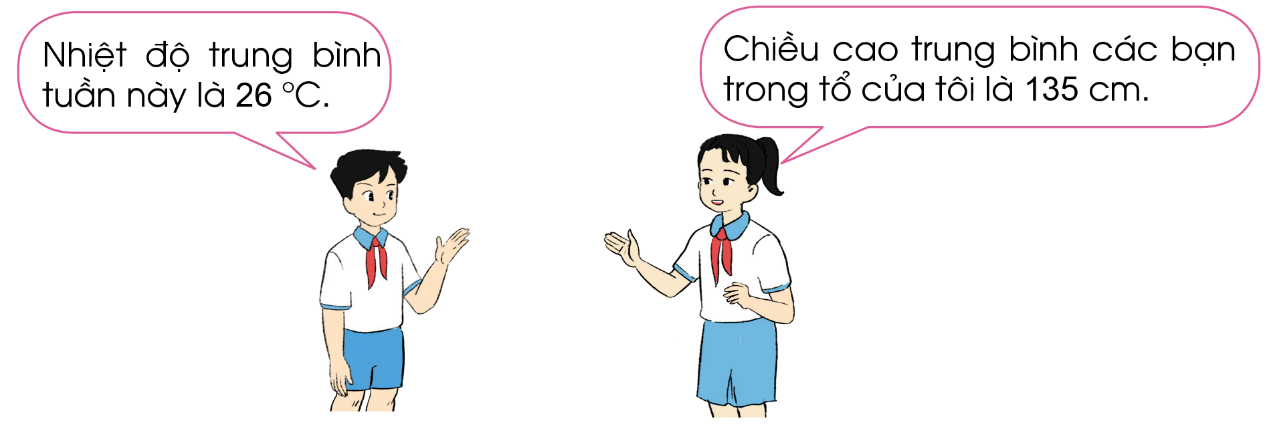 Nhiệt độ trung bình
tuần này là 26 °C.
Chiều cao trung bình các bạn
trong tổ của tôi là 135 cm.